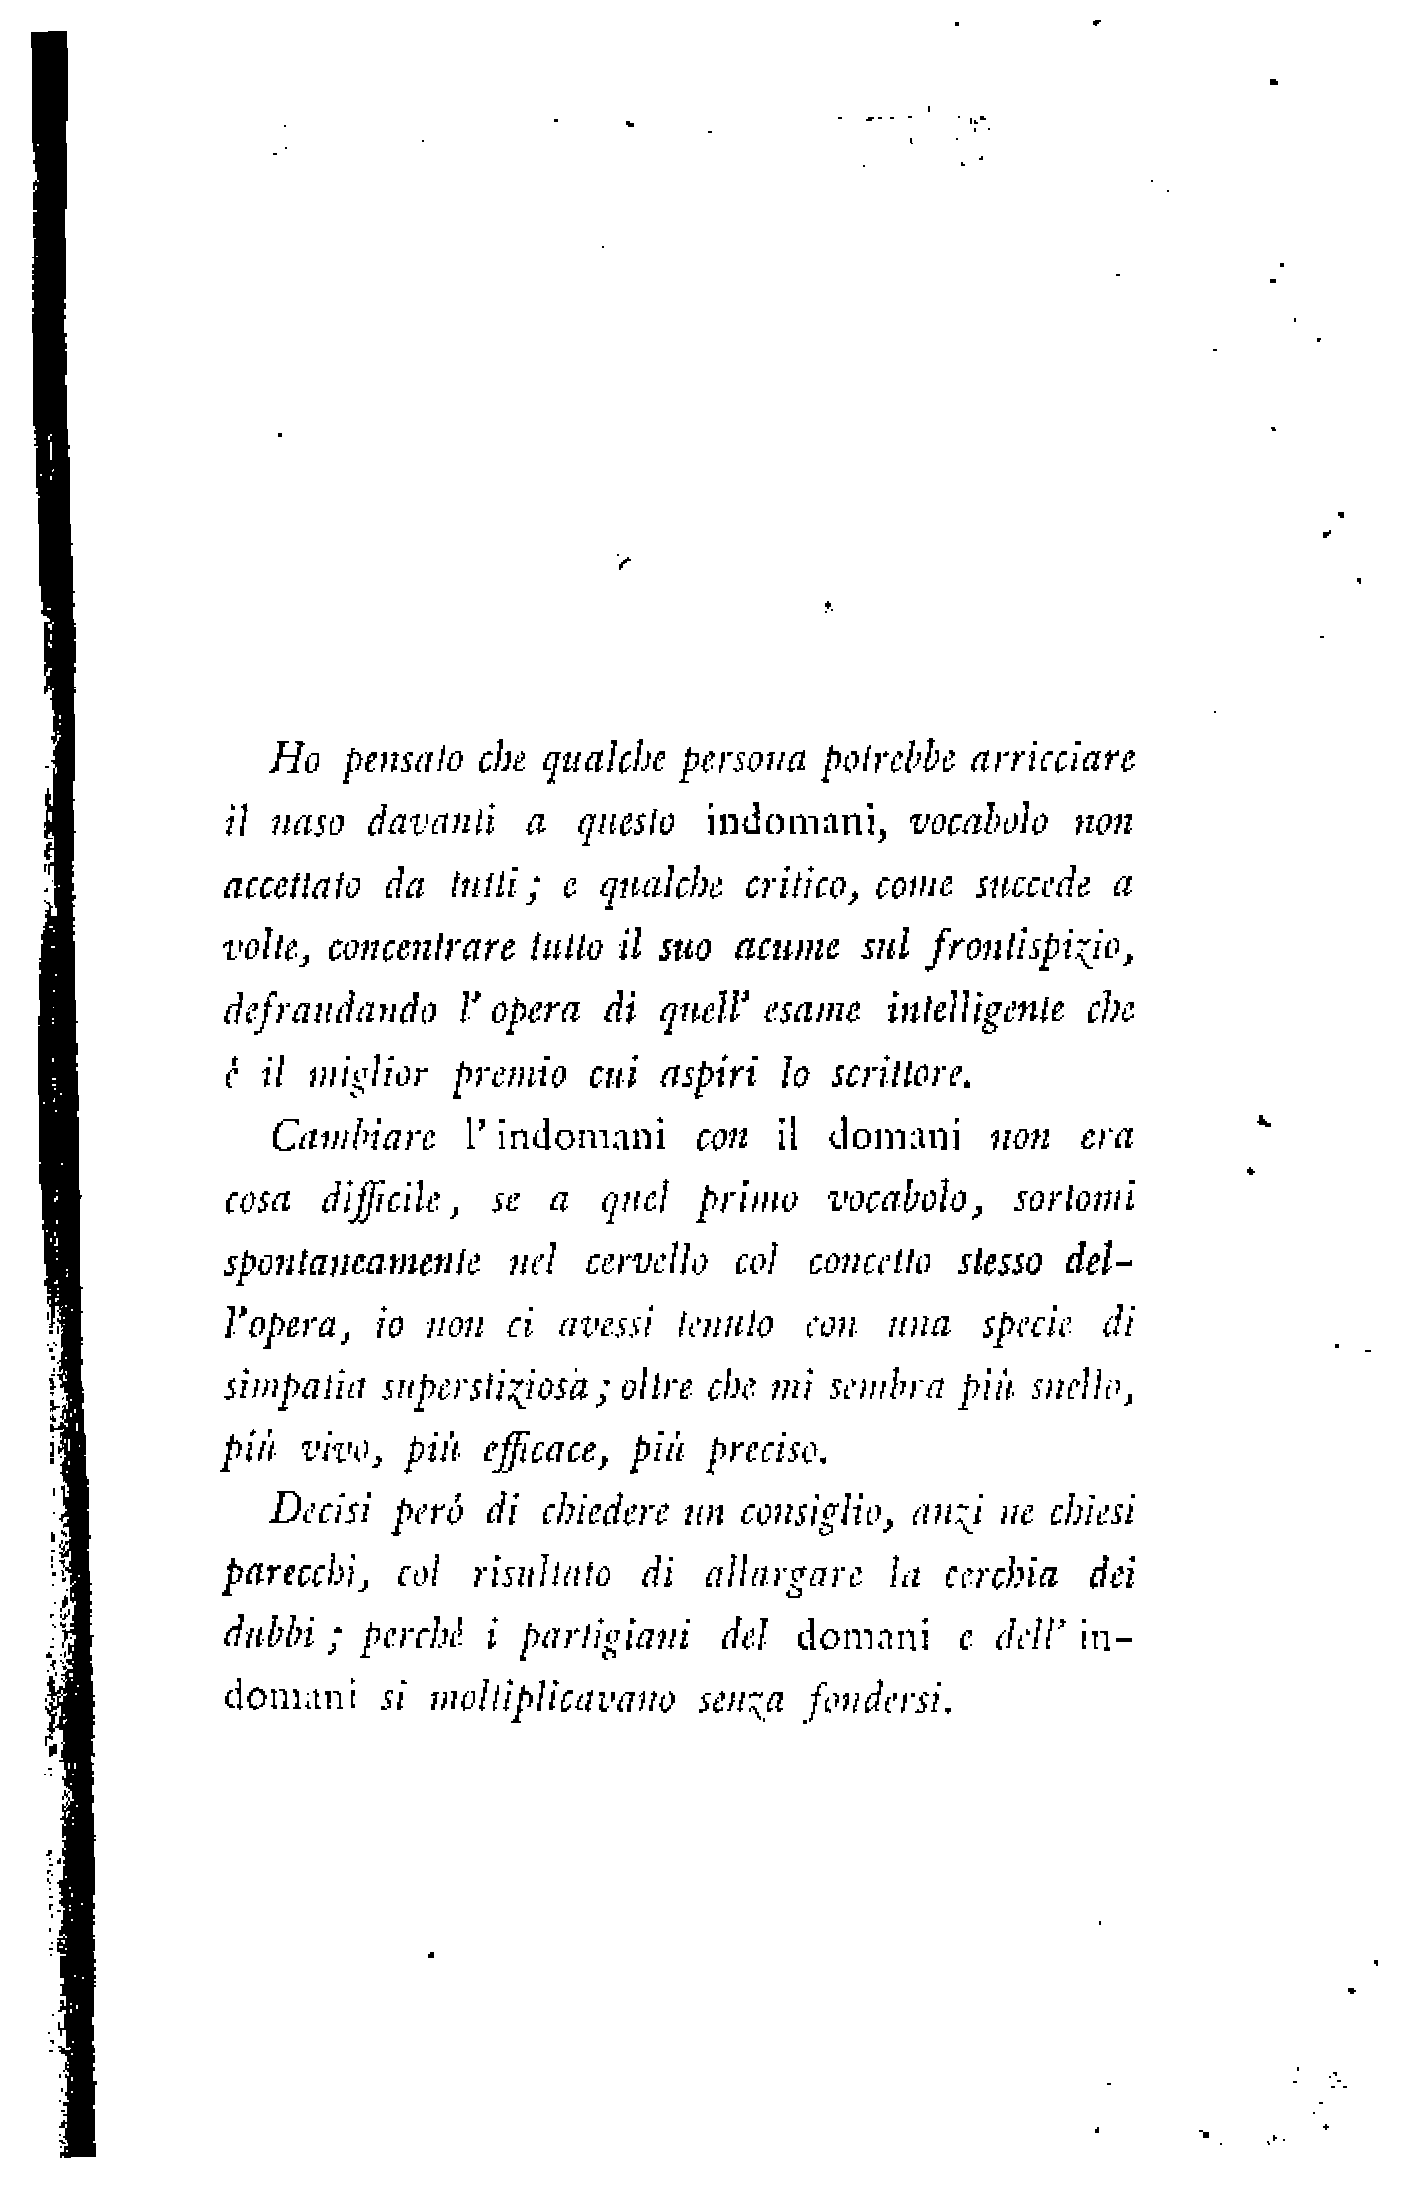 Ho pensato che qualche persona potrebbe arricciare
il naso davanti a questo indomani, vocabolo non
accettato da tutti; e qualche critico, come succede a
volte, concentrare tutto il suo acume sul frontispizio,
defraudando l' opera di quell' esame intelligente che
è il miglior premio cui aspiri lo scrittore.
Cambiare l' indomani con il domani non era
cosa difficile, se a quel primo vocabolo, sortomi
spontaneamente nel cervello col concetto stesso del-
l'opera, io non ci avessi tenuto con una specie di
simpatia superstiziosa; oltre che mi sembra più snello,
più vivo, più efficace, più preciso.
Decisi però di chiedere un consiglio, anzi ne chiesi
parecchi, col risultato di allargare la cerchia dei
dubbi; perchè i partigiani del domani e dell' in-
domani si moltiplicavano senza fondersi.